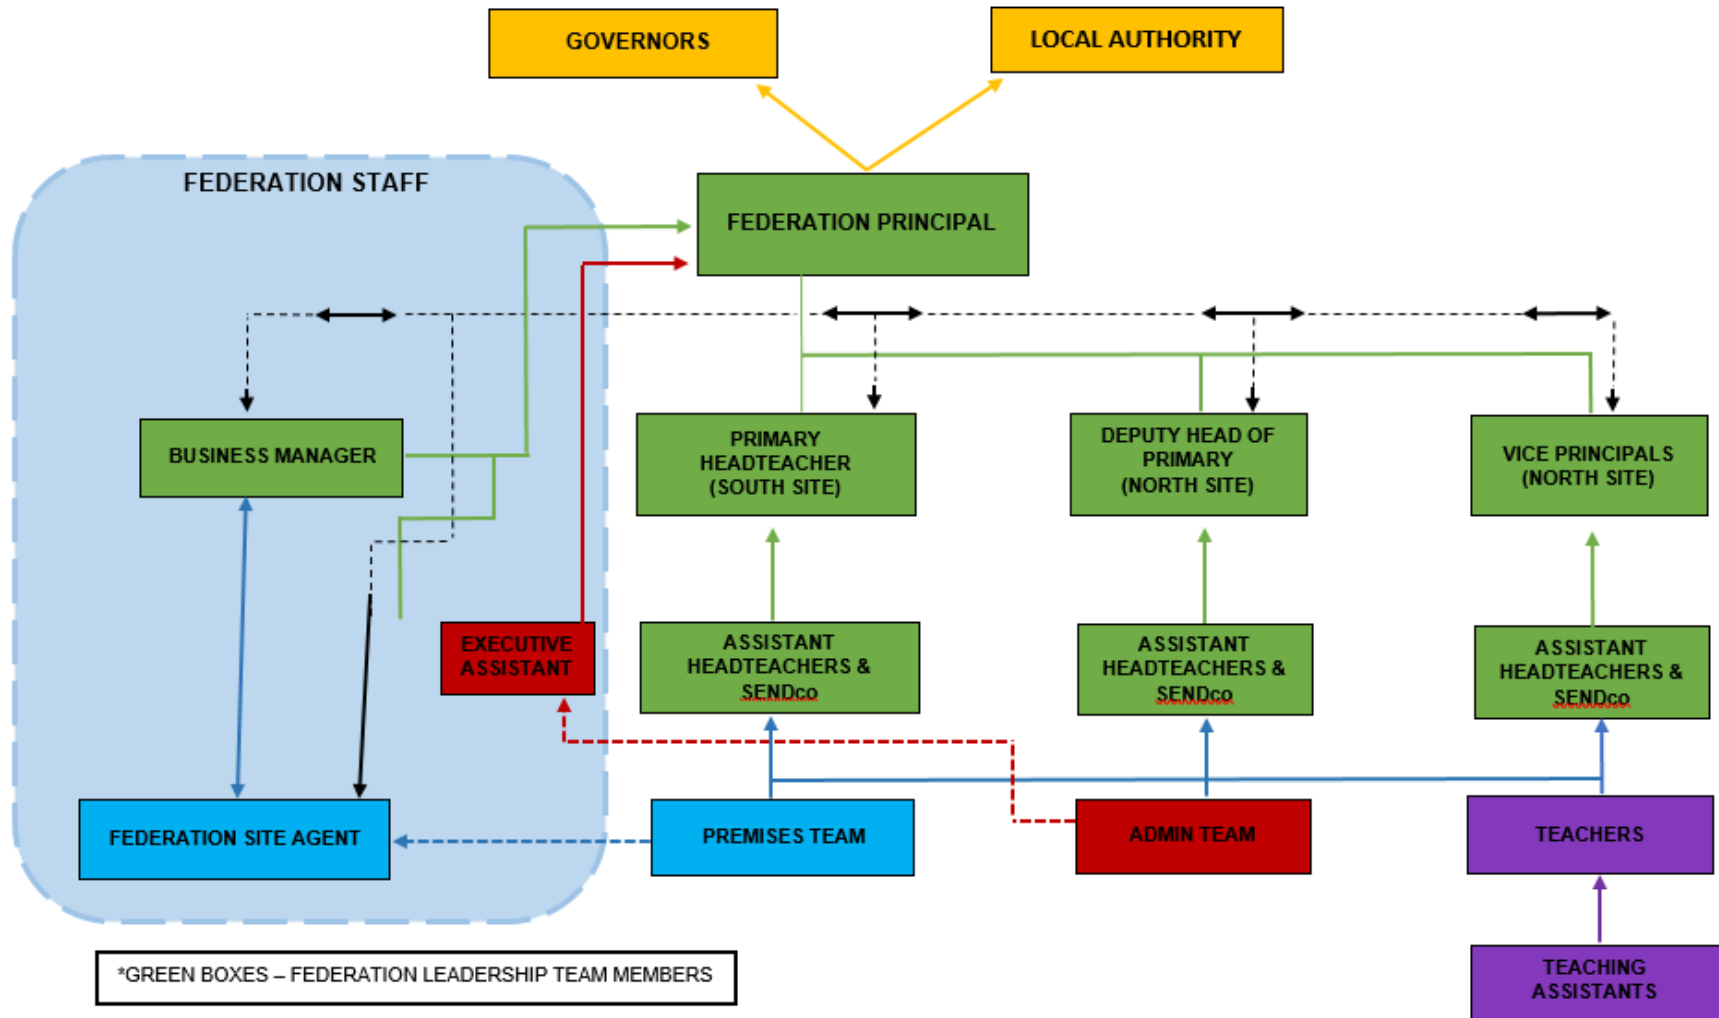 GOVERNORS
LOCAL AUTHORITY
FEDERATION STAFF
FEDERATION PRINCIPAL
BUSINESS MANAGER
PRIMARY
HEADTEACHER
(SOUTH SITE)
DEPUTY HEAD OF
PRIMARY
(NORTH SITE)
VICE PRINCIPALS
(NORTH SITE)
EXECUTIVE
ASSISTANT
ASSISTANT
HEADTEACHERS &
SENDco
ASSISTANT
HEADTEACHERS &
SENDco
ASSISTANT
HEADTEACHERS &
SENDco
FEDERATION SITE AGENT
PREMISES TEAM
ADMIN TEAM
TEACHERS
*GREEN BOXES – FEDERATION LEADERSHIP TEAM MEMBERS
TEACHING
ASSISTANTS